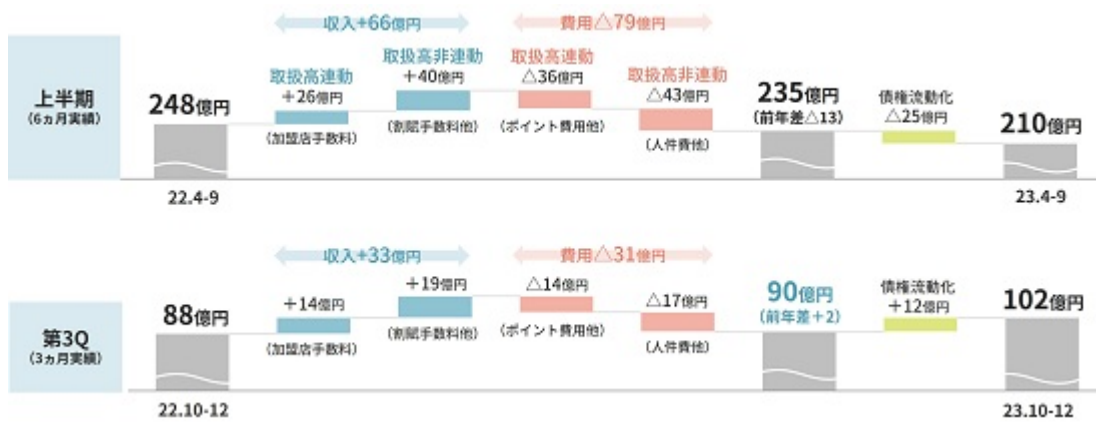 収入+66億円
費用△79億円
取扱高連動
+26億円
(加盟店手数料)
取扱高非連動
+40億円
(割賦手数料他)
取扱高連動
△36億円
(ポイント費用他)
取扱高非連動
△43億円
(人件費他)
上半期
(6ヵ月実績)
248億円
235億円
(前年差△13)
債権流動化
△25億円
210億円
22.4-9
23.4-9
収入+33億円
費用△31億円
+14億円
(加盟店手数料)
+19億円
(割賦手数料他)
△14億円
(ポイント費用他)
△17億円
(人件費他)
第3Q
(3ヵ月実績)
88億円
90億円
(前年差+2)
債権流動化
+12億円
102億円
22.10-12
23.10-12